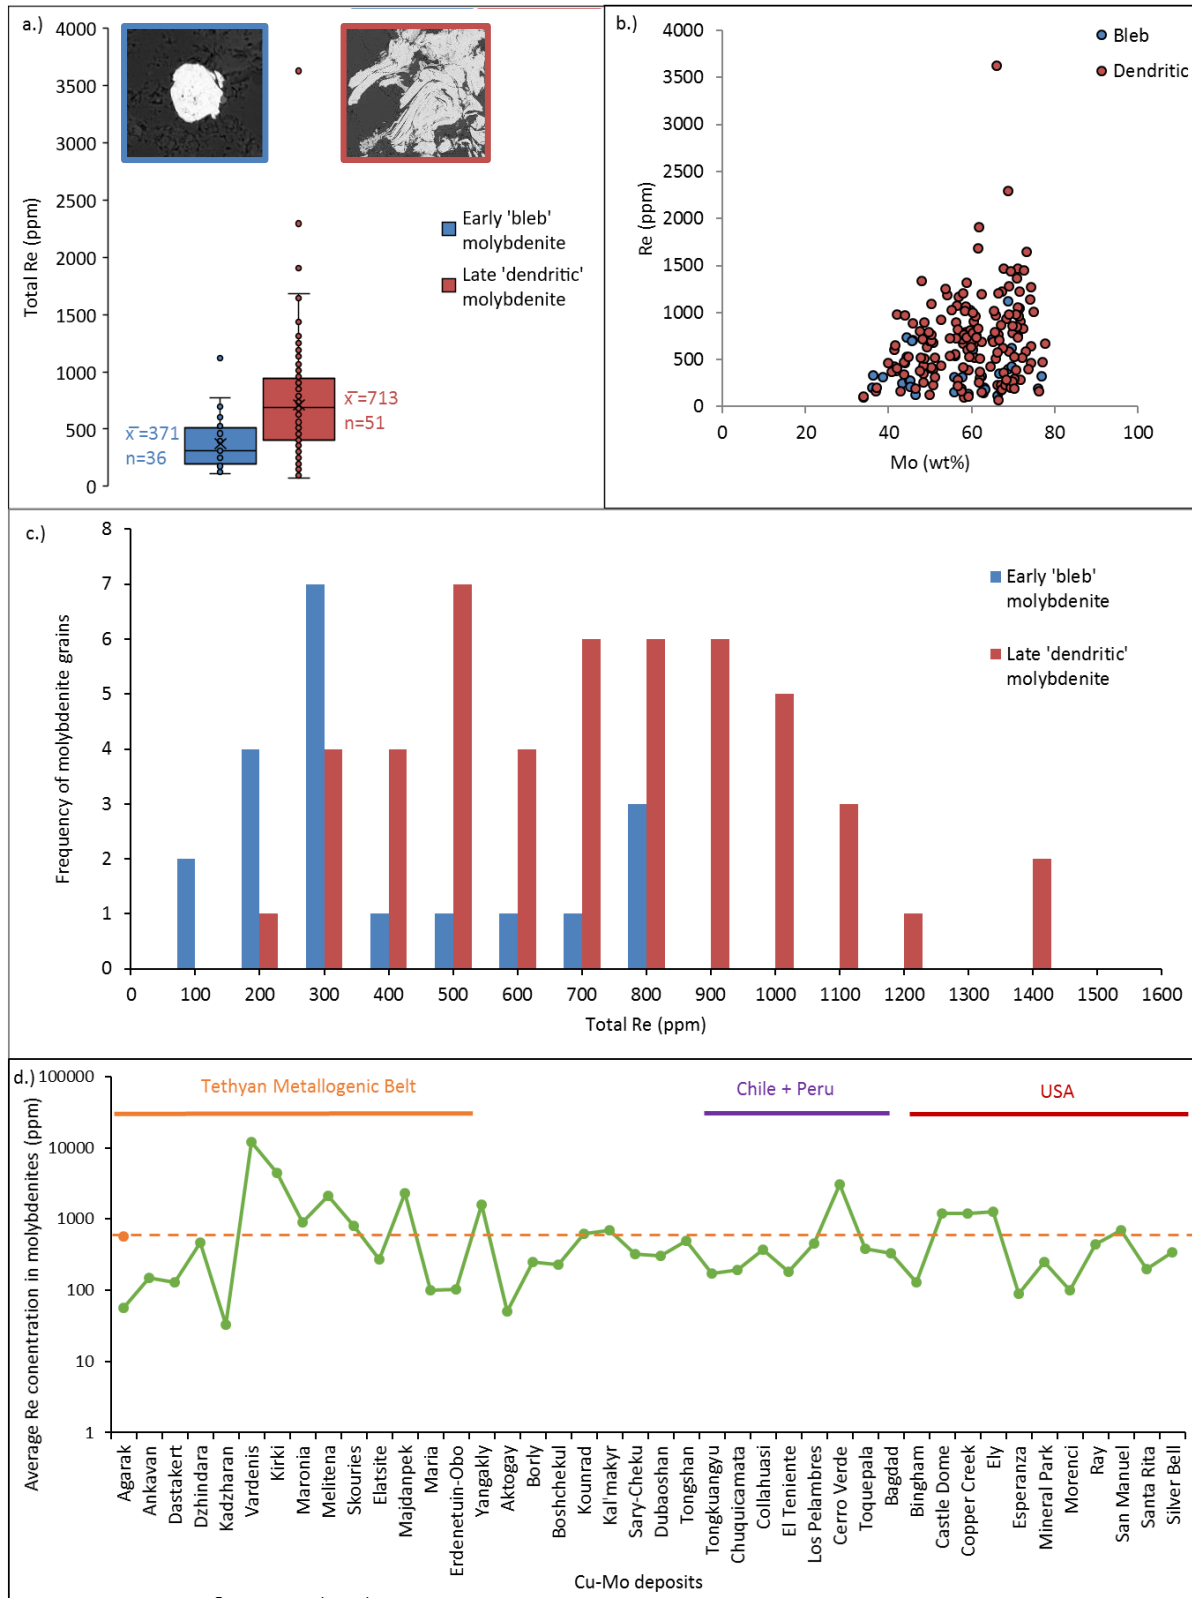 a.)
4000
3500
3000
2500
2000
1500
1000
500
0
Total Re (ppm)
x̄=371
n=36
x̄=713
n=51
Early 'bleb'
molybdenite
Late 'dendritic'
molybdenite
b.)
4000
3500
3000
2500
2000
1500
1000
500
0
Re (ppm)
0 20 40 60 80 100
Mo (wt%)
Bleb
Dendritic
c.)
8
7
6
5
4
3
2
1
0
Frequency of molybdenite grains
Early 'bleb'
molybdenite
Late 'dendritic'
molybdenite
0 100 200 300 400 500 600 700 800 900 1000 1100 1200 1300 1400 1500 1600
Total Re (ppm)
d.)
100000
10000
1000
100
10
1
Average Re conentration in molybdenites (ppm)
Tethyan Metallogenic Belt
Chile + Peru
USA
Agarak
Ankavan
Dastakert
Dzhindara
Kadzharan
Vardenis
Kirki
Maronia
Melitena
Skouries
Elatsite
Majdanpek
Maria
Erdenetuin-Obo
Yangakly
Aktogay
Borly
Boshchekul
Kounrad
Kal'makyr
Sary-Cheku
Dubaoshan
Tongshan
Tongkuangyu
Chuquicamata
Collahuasi
El Teniente
Los Pelambres
Cerro Verde
Toquepala
Bagdad
Bingham
Castle Dome
Copper Creek
Ely
Esperanza
Mineral Park
Morenci
Ray
San Manuel
Santa Rita
Silver Bell
Cu-Mo deposits